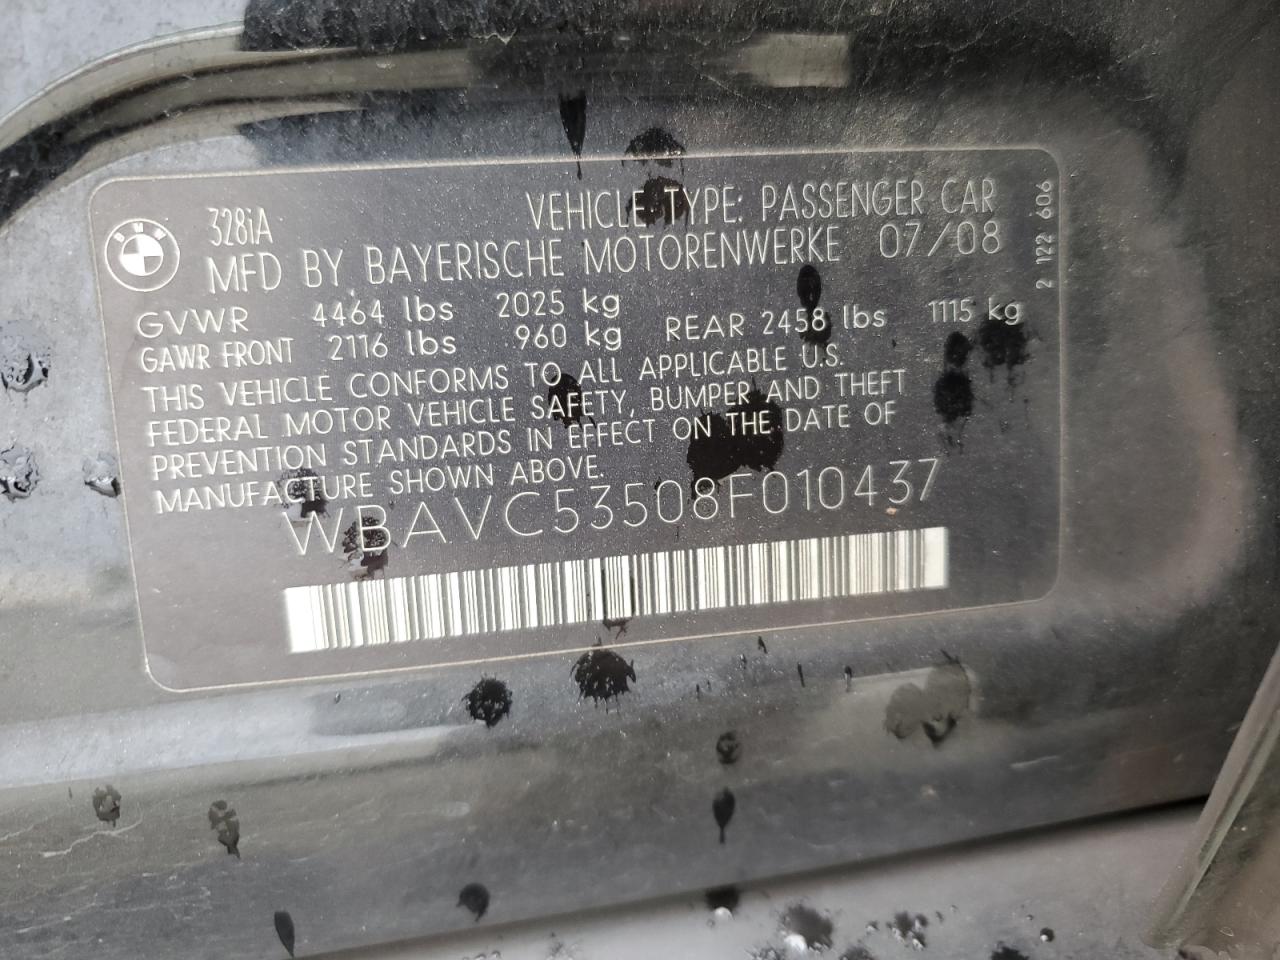 BMW
328iA
VEHICLE TYPE: PASSENGER CAR
MFD BY BAYERISCHE MOTORENWERKE 07/08
GVWR 4464 lbs 2025 kg
GAWR FRONT 2116 lbs 960 kg REAR 2458 lbs 1115 kg
THIS VEHICLE CONFORMS TO ALL APPLICABLE U.S.
FEDERAL MOTOR VEHICLE SAFETY, BUMPER AND THEFT
PREVENTION STANDARDS IN EFFECT ON THE DATE OF
MANUFACTURE SHOWN ABOVE.
WBAVC53508F010437
2 122 606